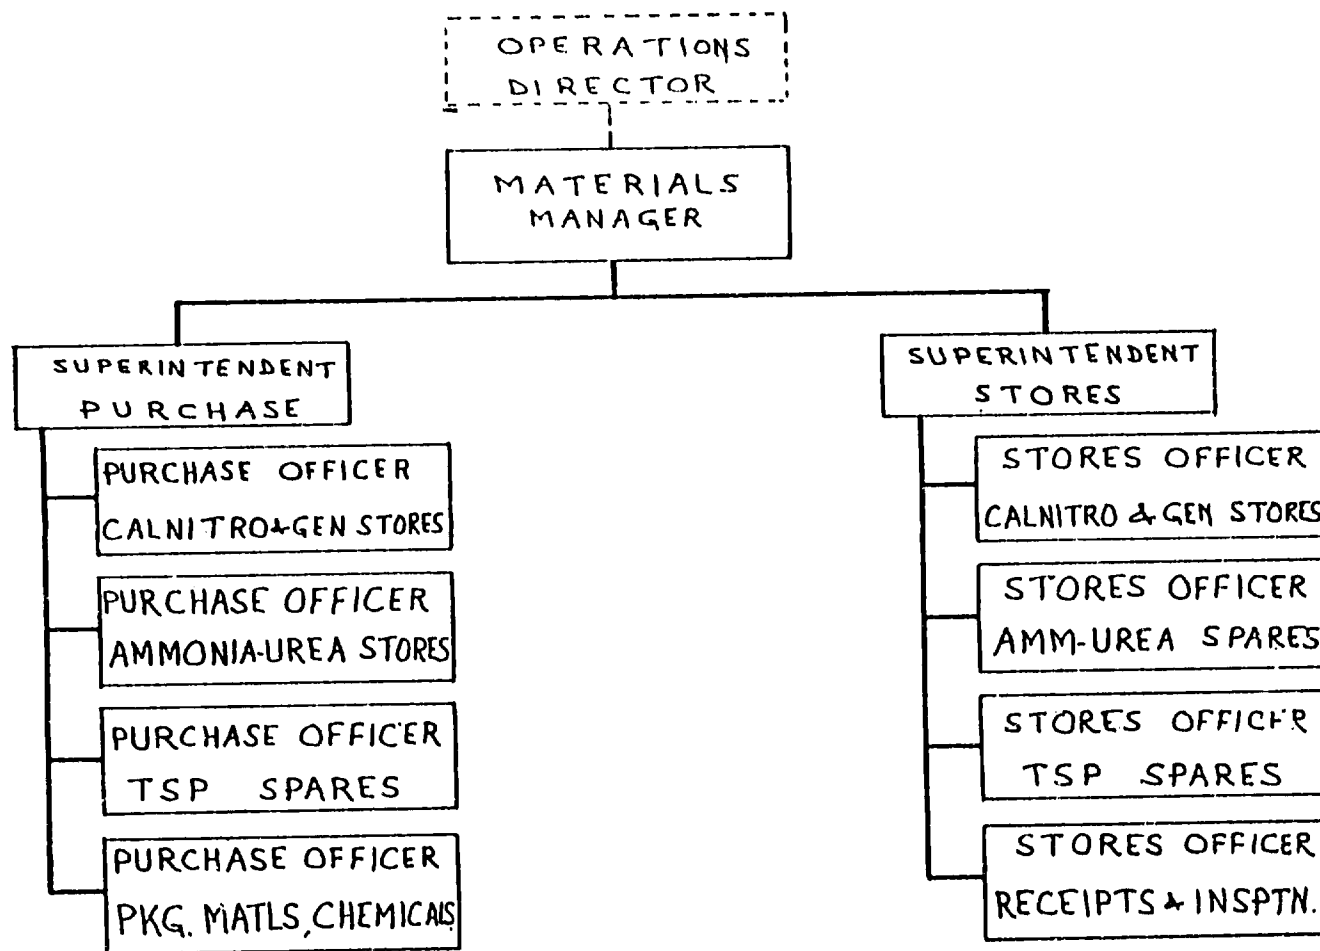 OPERATIONS
DIRECTOR
MATERIALS
MANAGER
SUPERINTENDENT
PURCHASE
PURCHASE OFFICER
CALNITRO & GEN STORES
PURCHASE OFFICER
AMMONIA-UREA STORES
PURCHASE OFFICER
TSP SPARES
PURCHASE OFFICER
PKG. MATLS, CHEMICALS
SUPERINTENDENT
STORES
STORES OFFICER
CALNITRO & GEN STORES
STORES OFFICER
AMM-UREA SPARES
STORES OFFICER
TSP SPARES
STORES OFFICER
RECEIPTS & INSPTN.